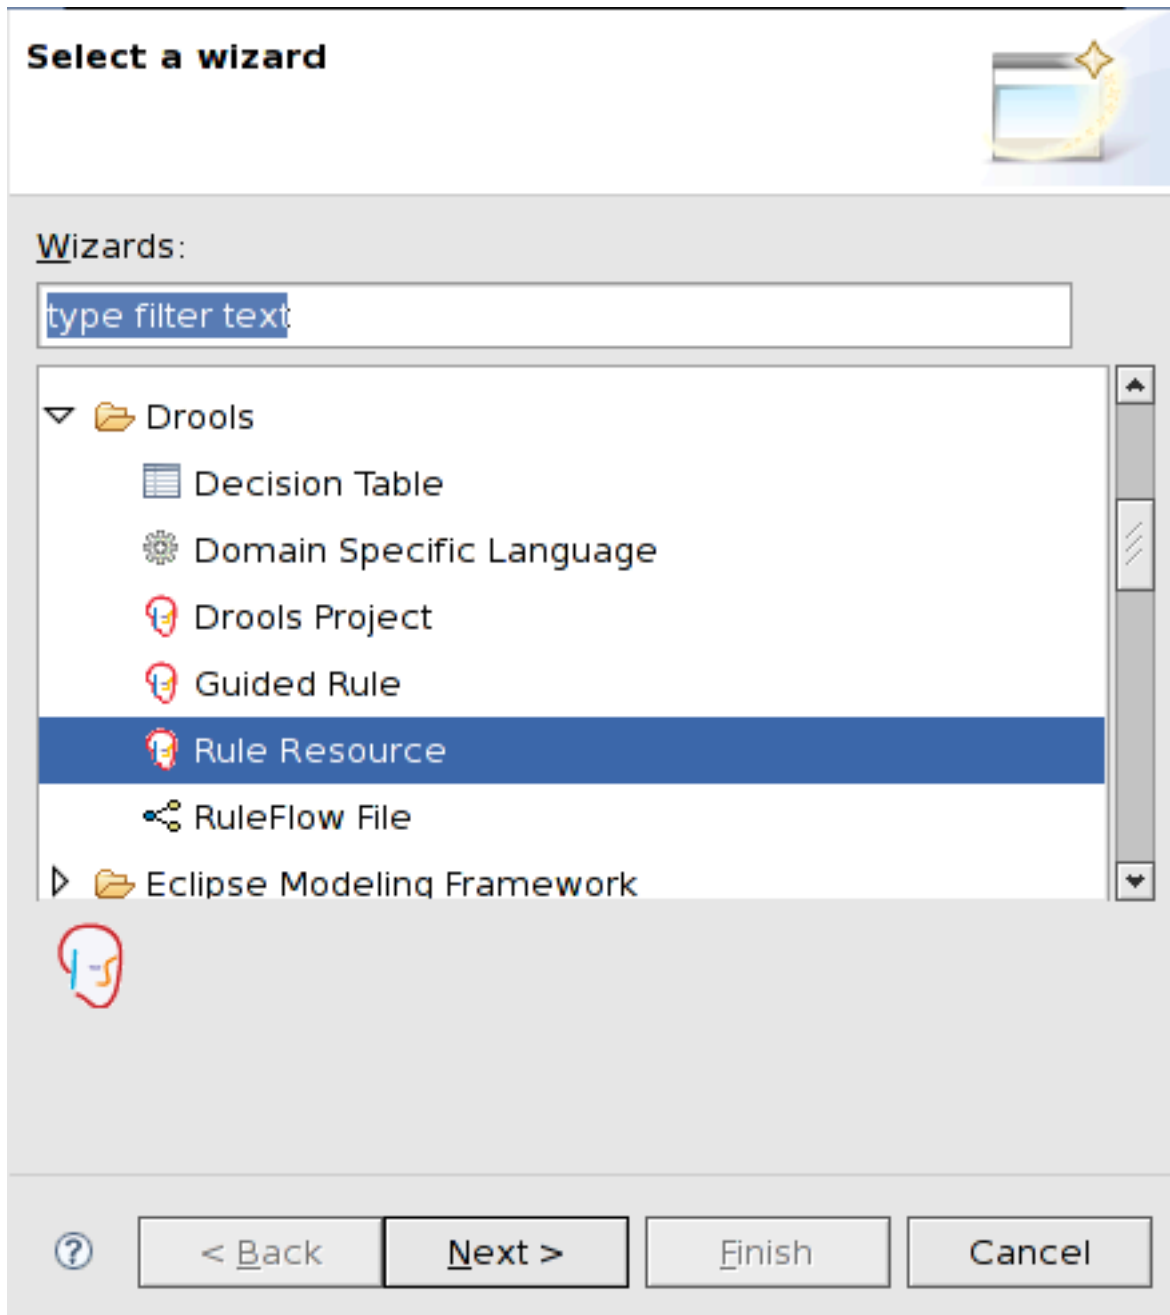 Select a wizard
Wizards:
type filter text
Drools
Decision Table
Domain Specific Language
Drools Project
Guided Rule
Rule Resource
RuleFlow File
Eclipse Modeling Framework
? < Back Next > Finish Cancel